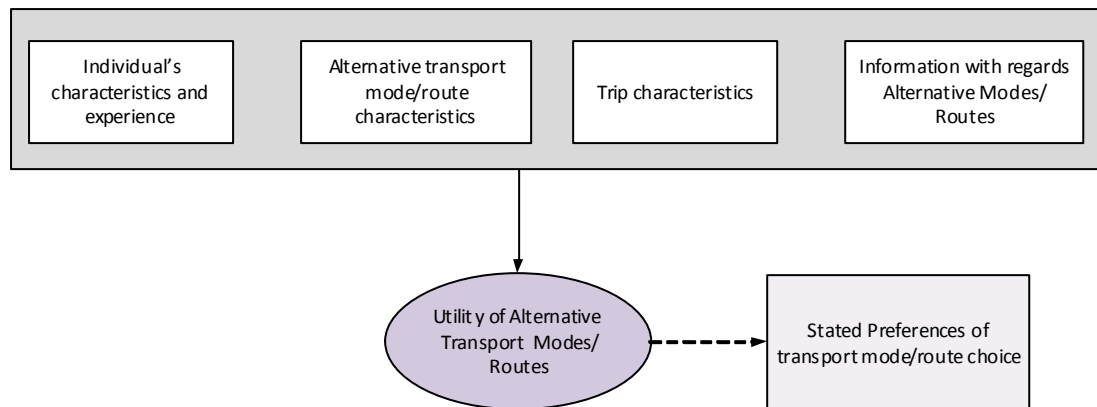 Individual's
characteristics and
experience
Alternative transport
mode/route
characteristics
Trip characteristics
Information with regards
Alternative Modes/
Routes
Utility of Alternative
Transport Modes/
Routes
Stated Preferences of
transport mode/route choice